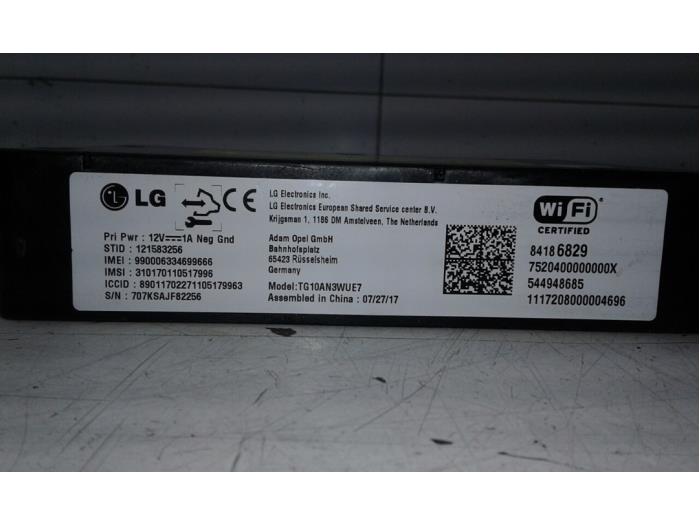 LG CE
Pri Pwr : 12V 1A Neg Gnd
STID : 121583256
IMEI : 990006334699666
IMSI : 310170110517996
ICCID : 89011702271105179963
S/N : 707KSAJF82256
LG Electronics Inc.
LG Electronics European Shared Service center B.V.
Krijgsman 1, 1186 DM Amstelveen, The Netherlands
Adam Opel GmbH
Bahnhofsplatz
65423 Rüsselsheim
Germany
Model:TG10AN3WUE7
Assembled in China : 07/27/17
Wi Fi®
CERTIFIED
84186829
7520400000000X
544948685
1117208000004696